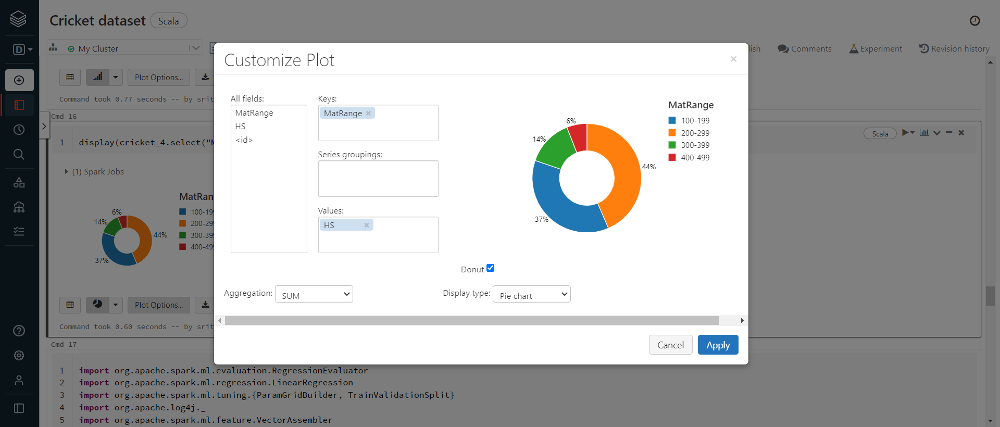 Cricket dataset
Scala
D
My Cluster
lish
Comments
Experiment
Revision history
Plot Options...
Command took 0.77 seconds -- by srit
Cmd 16
1 display(cricket_4.select("M
Scala
(1) Spark Jobs
MatRan
100-199
200-299
300-399
400-499
6%
14%
44%
37%
Plot Options...
Command took 0.60 seconds -- by srit
Cmd 17
1 import org.apache.spark.ml.evaluation.RegressionEvaluator
2 import org.apache.spark.ml.regression.LinearRegression
3 import org.apache.spark.ml.tuning.{ParamGridBuilder, TrainValidationSplit}
4 import org.apache.log4j._
5 import org.apache.spark.ml.feature.VectorAssembler
Customize Plot
All fields:
MatRange
HS
<id>
Keys:
MatRange
Series groupings:
Values:
HS
6%
14%
44%
37%
MatRange
100-199
200-299
300-399
400-499
Donut
Aggregation: SUM
Display type: Pie chart
Cancel
Apply